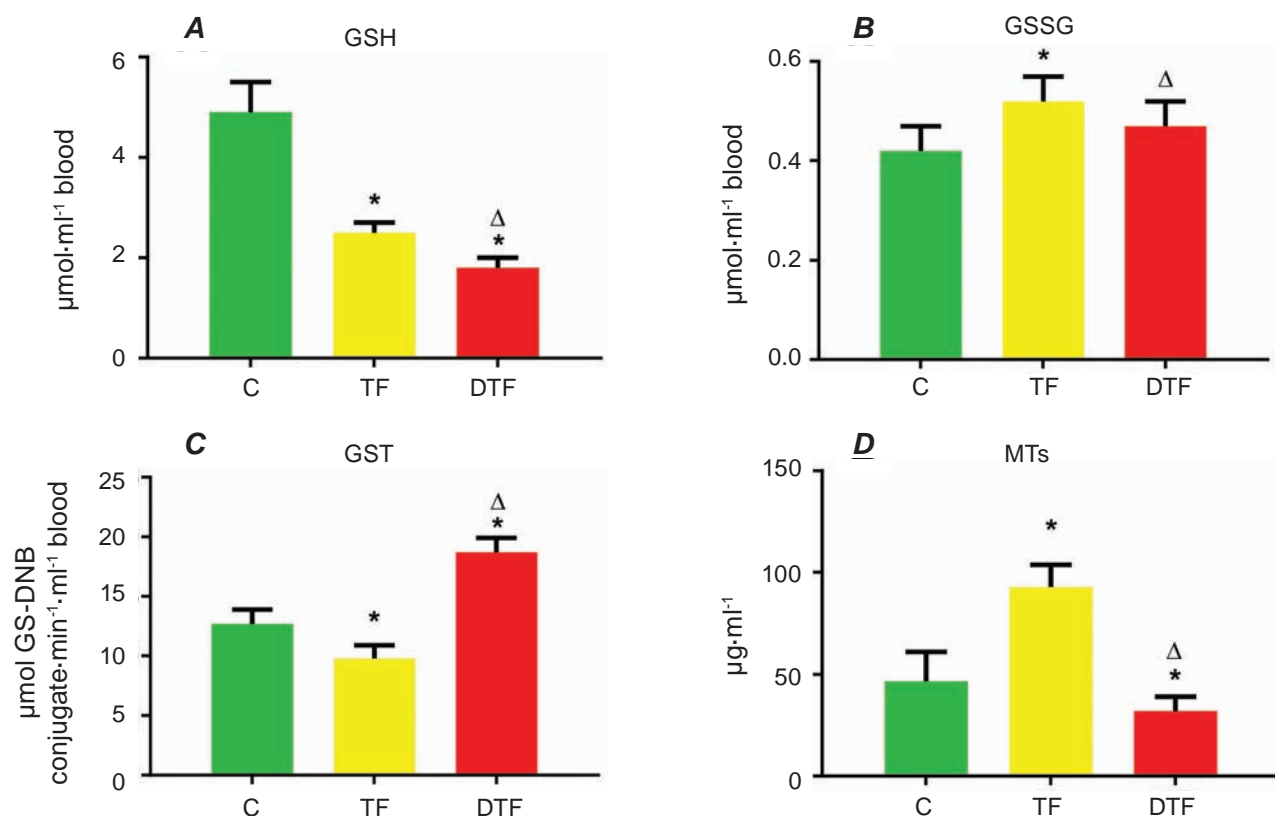 A
GSH
6
4
2
0
µmol·ml⁻¹ blood
*
Δ
*
C
TF
DTF
B
GSSG
0.6
0.4
0.2
0.0
µmol·ml⁻¹ blood
*
Δ
C
TF
DTF
C
GST
25
20
15
10
5
0
µmol GS-DNB
conjugate·min⁻¹·ml⁻¹ blood
*
Δ
*
C
TF
DTF
D
MTs
150
100
50
0
µg·ml⁻¹
*
Δ
*
C
TF
DTF